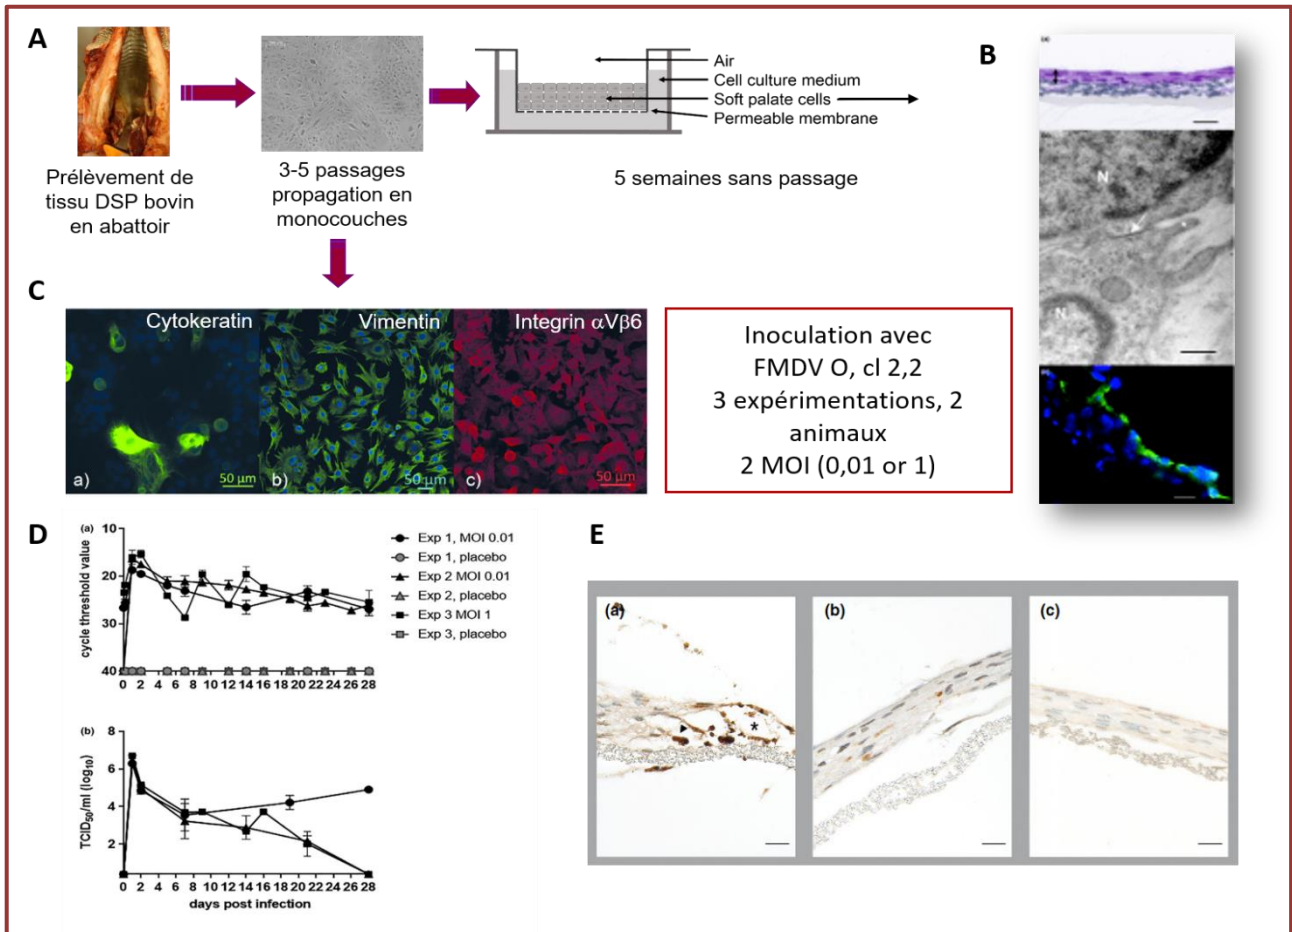 A
Prélèvement de
tissu DSP bovin
en abattoir
3-5 passages
propagation en
monocouches
Air
Cell culture medium
Soft palate cells
Permeable membrane
5 semaines sans passage
B
N
N
C
Cytokeratin
a)
50 µm
Vimentin
b)
50 µm
Integrin αVβ6
c)
50 µm
Inoculation avec
FMDV O, cl 2,2
3 expérimentations, 2
animaux
2 MOI (0,01 or 1)
D
(a)
cycle threshold value
10
20
30
40
0 2 4 6 8 10 12 14 16 18 20 22 24 26 28
Exp 1, MOI 0.01
Exp 1, placebo
Exp 2 MOI 0.01
Exp 2, placebo
Exp 3 MOI 1
Exp 3, placebo
(b)
TCID50/ml (log10)
8
6
4
2
0 2 4 6 8 10 12 14 16 18 20 22 24 26 28
days post infection
E
(a)
*
(b)
(c)